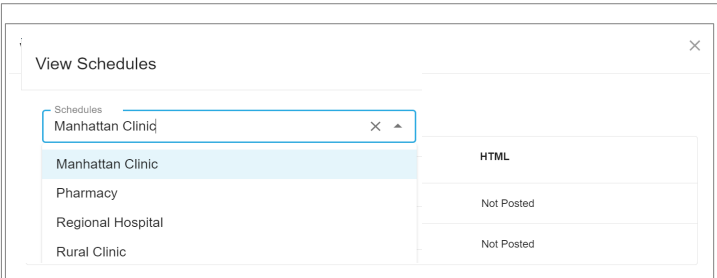 View Schedules
Schedules
Manhattan Clinic
Manhattan Clinic
HTML
Pharmacy
Not Posted
Regional Hospital
Rural Clinic
Not Posted